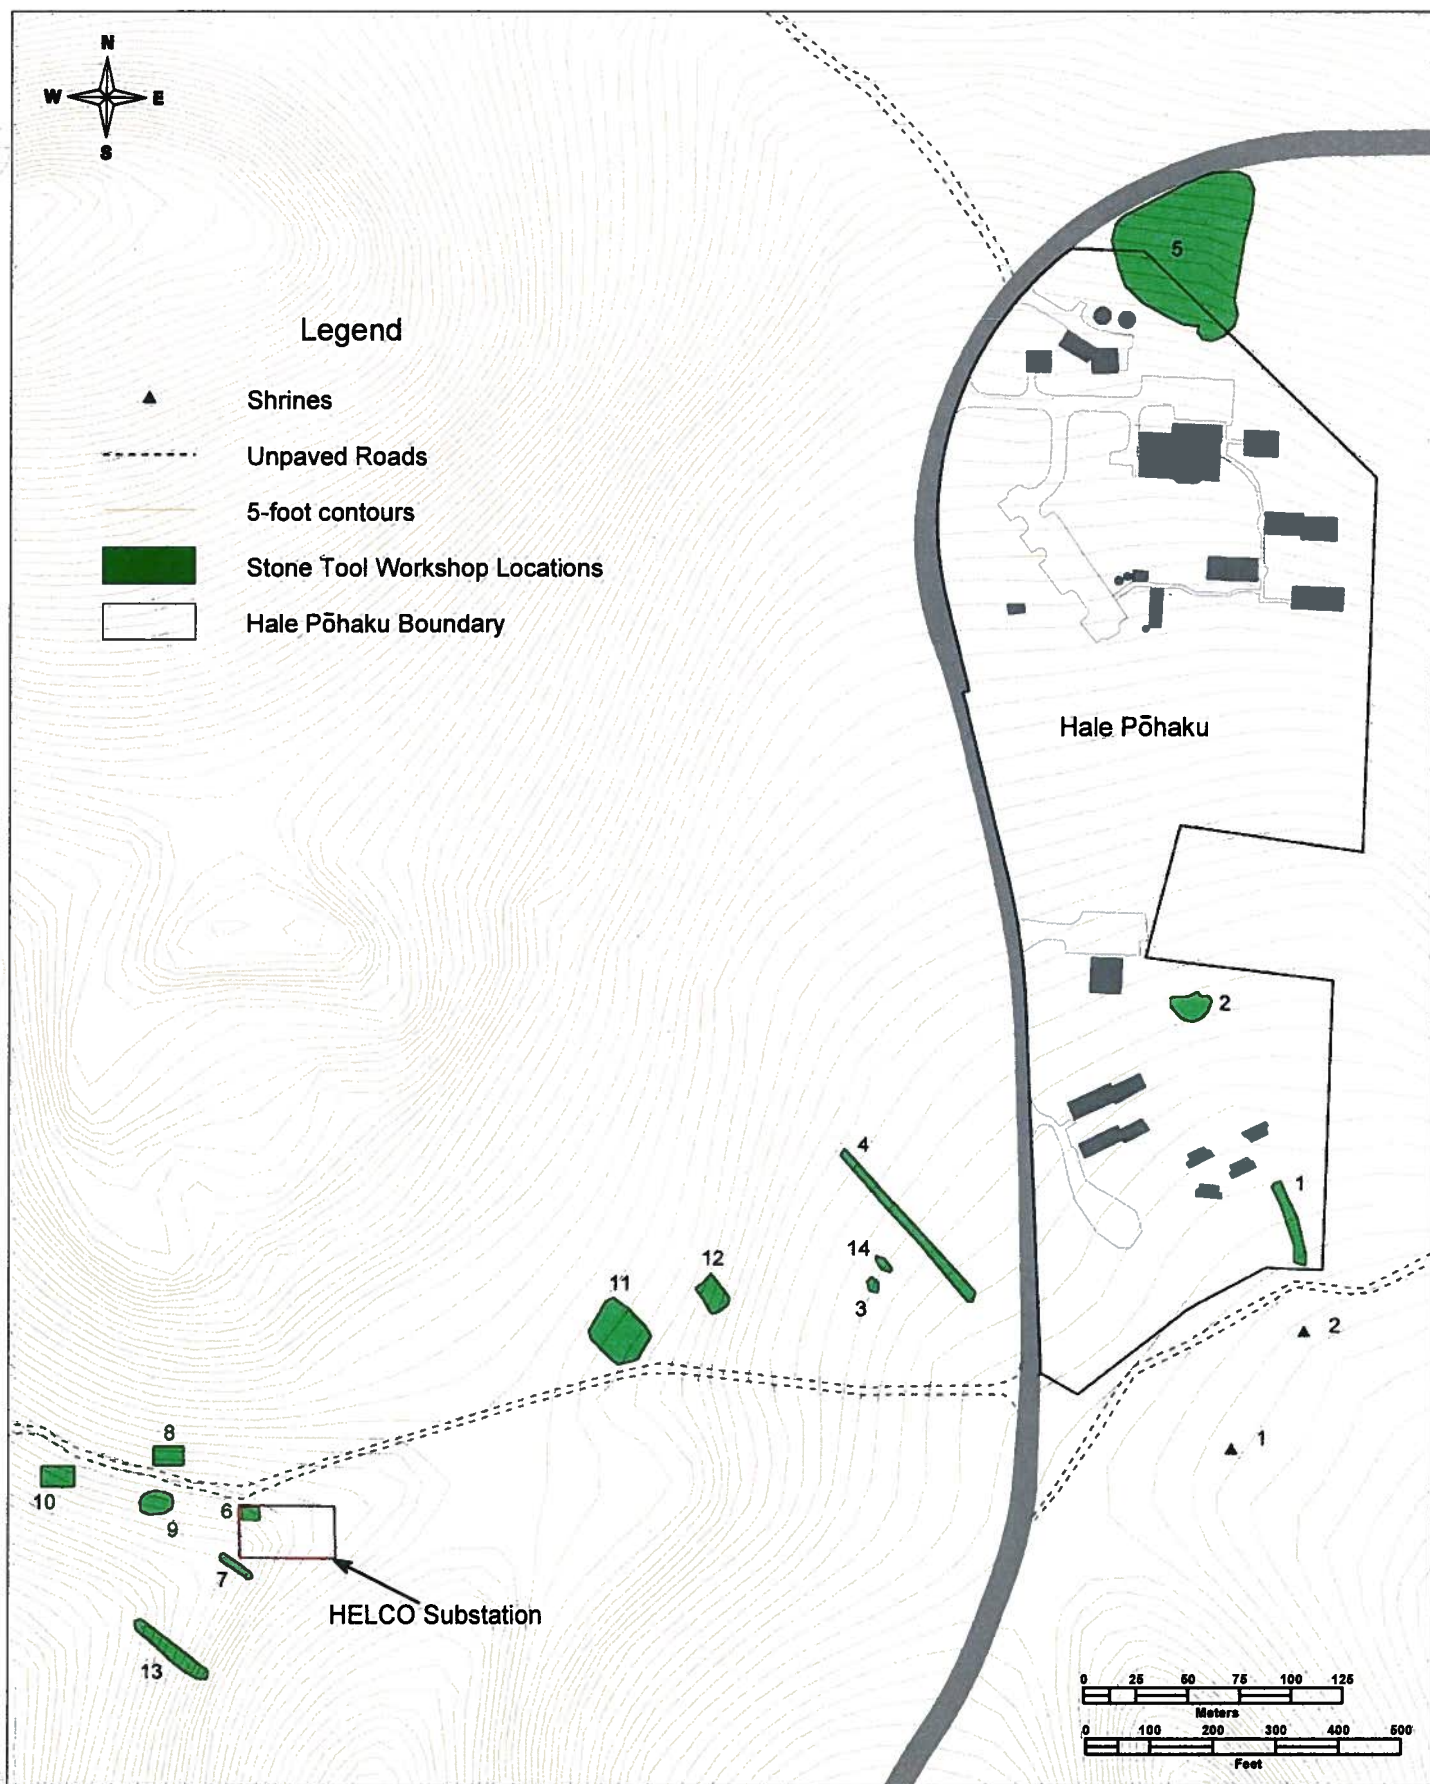 N
W E
S
5
Legend
Shrines
Unpaved Roads
5-foot contours
Stone Tool Workshop Locations
Hale Pōhaku Boundary
Hale Pōhaku
2
4
1
14
12
11
3
2
8
1
10
6
9
7
HELCO Substation
13
0 25 50 75 100 125
Meters
0 100 200 300 400 500
Feet